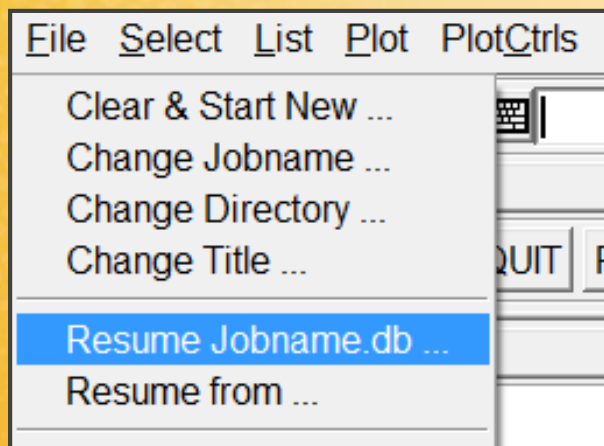 File Select List Plot PlotCtrls
Clear & Start New ...
Change Jobname ...
Change Directory ...
Change Title ...
QUIT
Resume Jobname.db ...
Resume from ...